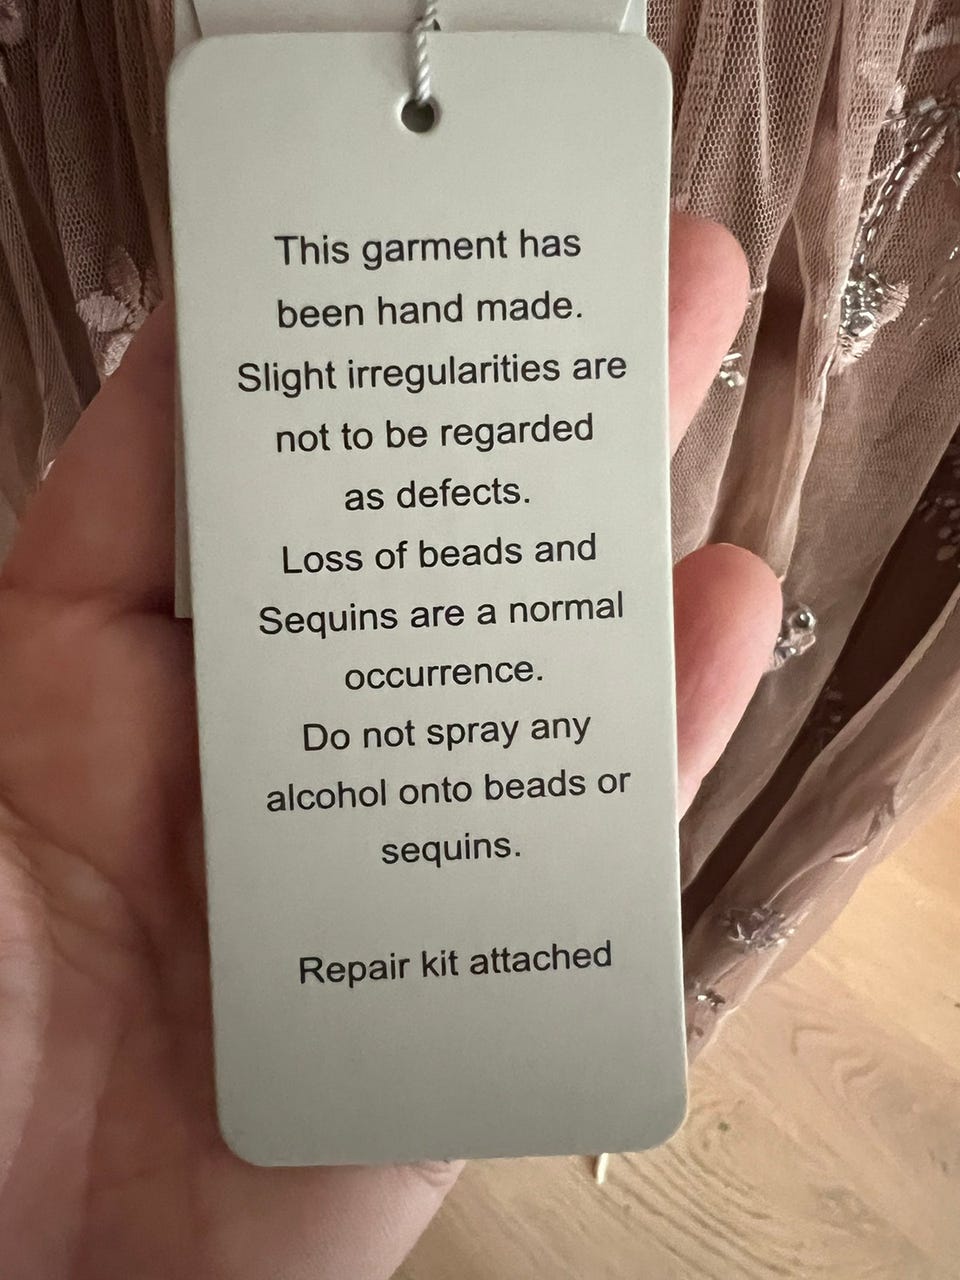 This garment has
been hand made.
Slight irregularities are
not to be regarded
as defects.
Loss of beads and
Sequins are a normal
occurrence.
Do not spray any
alcohol onto beads or
sequins.
Repair kit attached